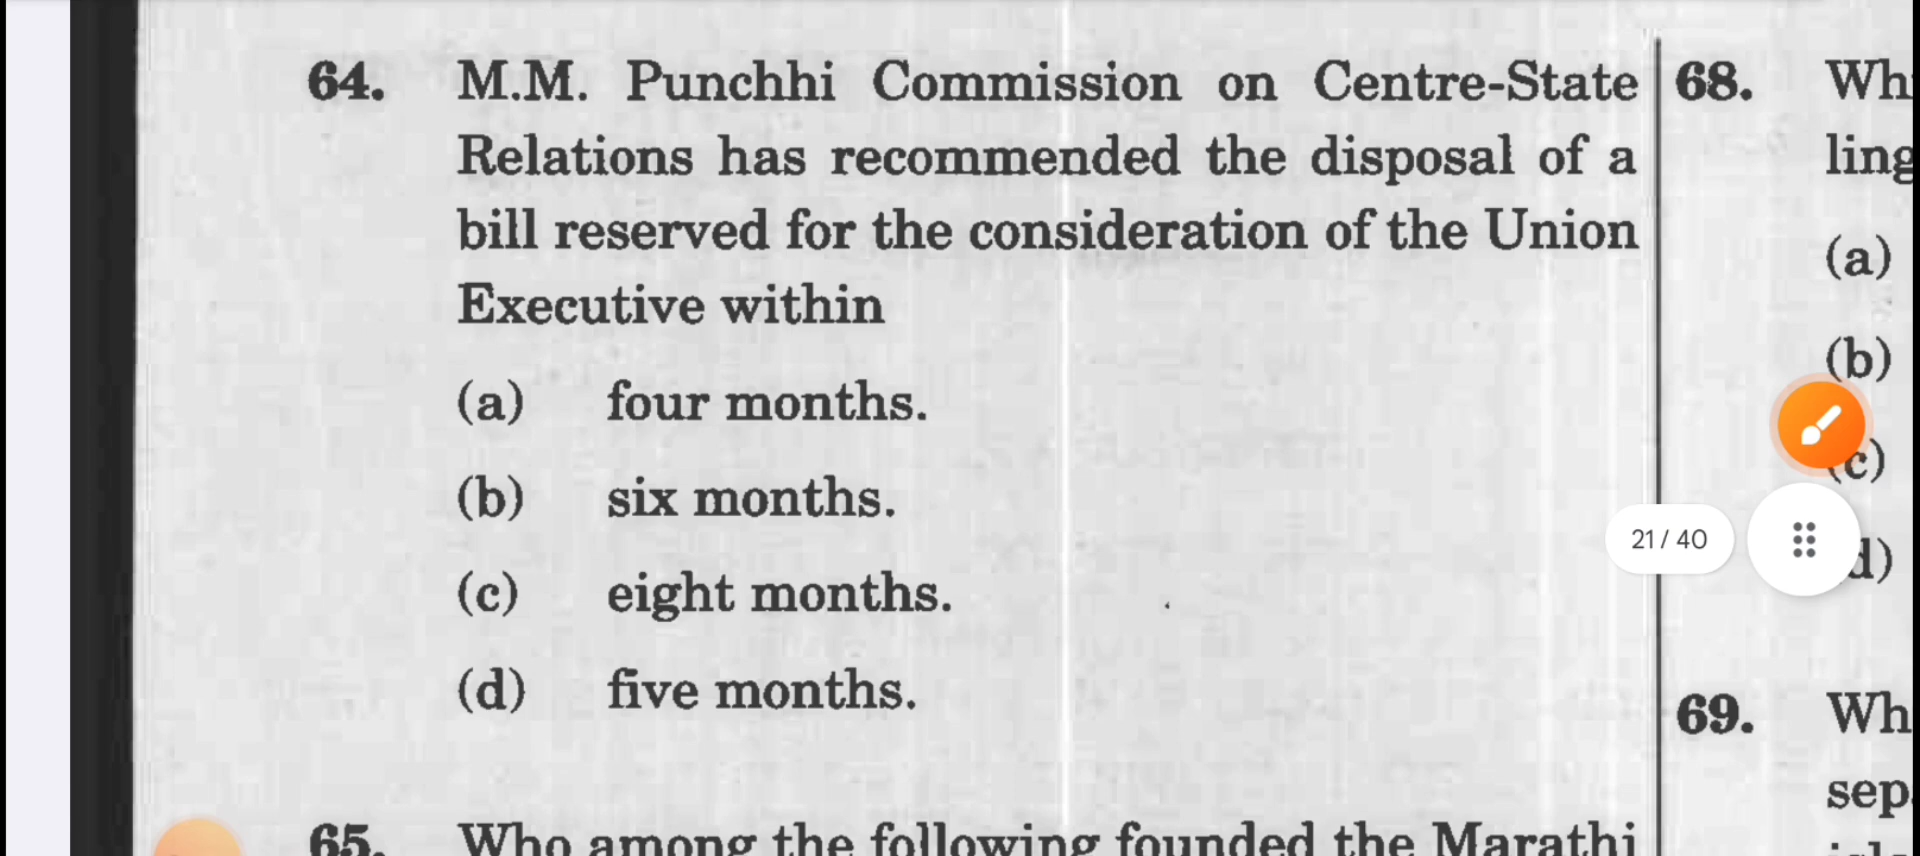 64. M.M. Punchhi Commission on Centre-State
Relations has recommended the disposal of a
bill reserved for the consideration of the Union
Executive within
(a) four months.
(b) six months.
(c) eight months.
(d) five months.
65. Who among the following founded the Marathi
68.
(a)
(b)
(c)
d)
21 / 40
69.